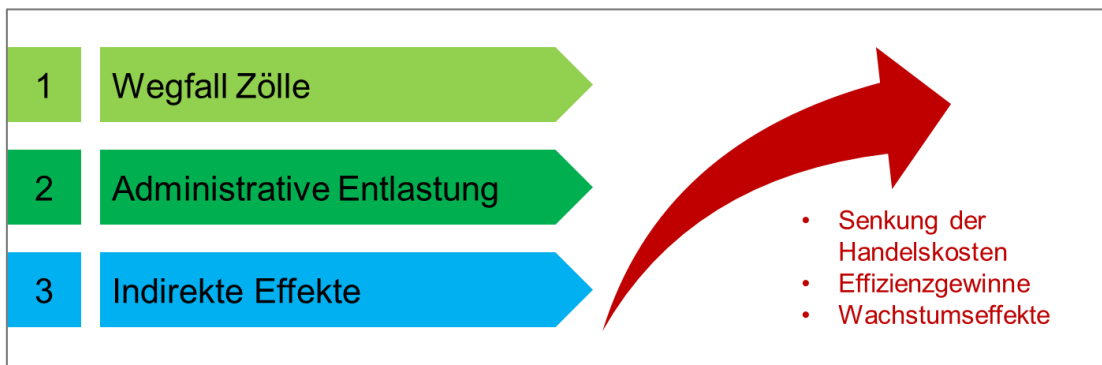 1 Wegfall Zölle
2 Administrative Entlastung
3 Indirekte Effekte
• Senkung der
Handelskosten
• Effizienzgewinne
• Wachstumseffekte